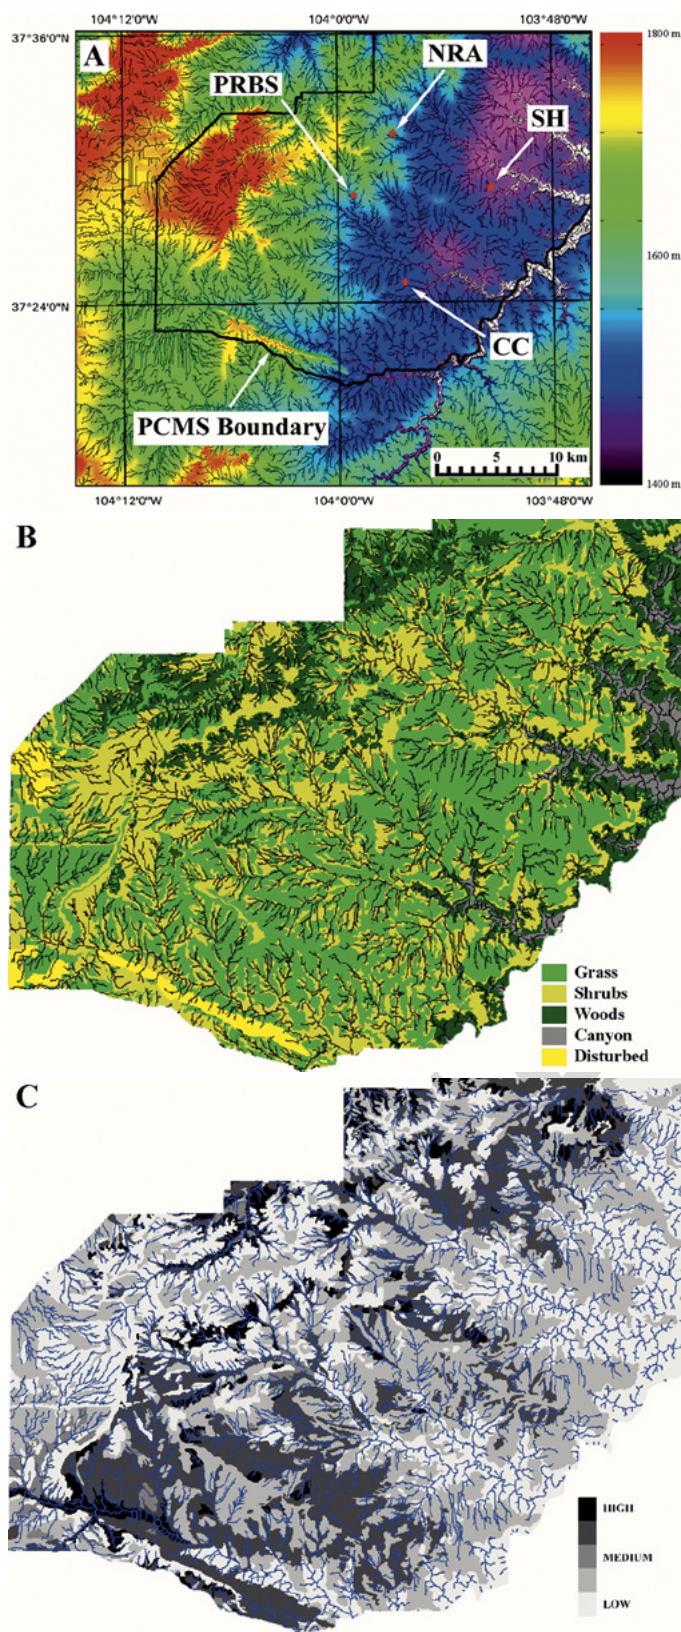 104°12'0"W 104°0'0"W 103°48'0"W
37°36'0"N
A
NRA
PRBS
SH
1800 m
1600 m
37°24'0"N
CC
PCMS Boundary
0 5 10 km
1400 m
104°12'0"W 104°0'0"W 103°48'0"W
B
Grass
Shrubs
Woods
Canyon
Disturbed
C
HIGH
MEDIUM
LOW